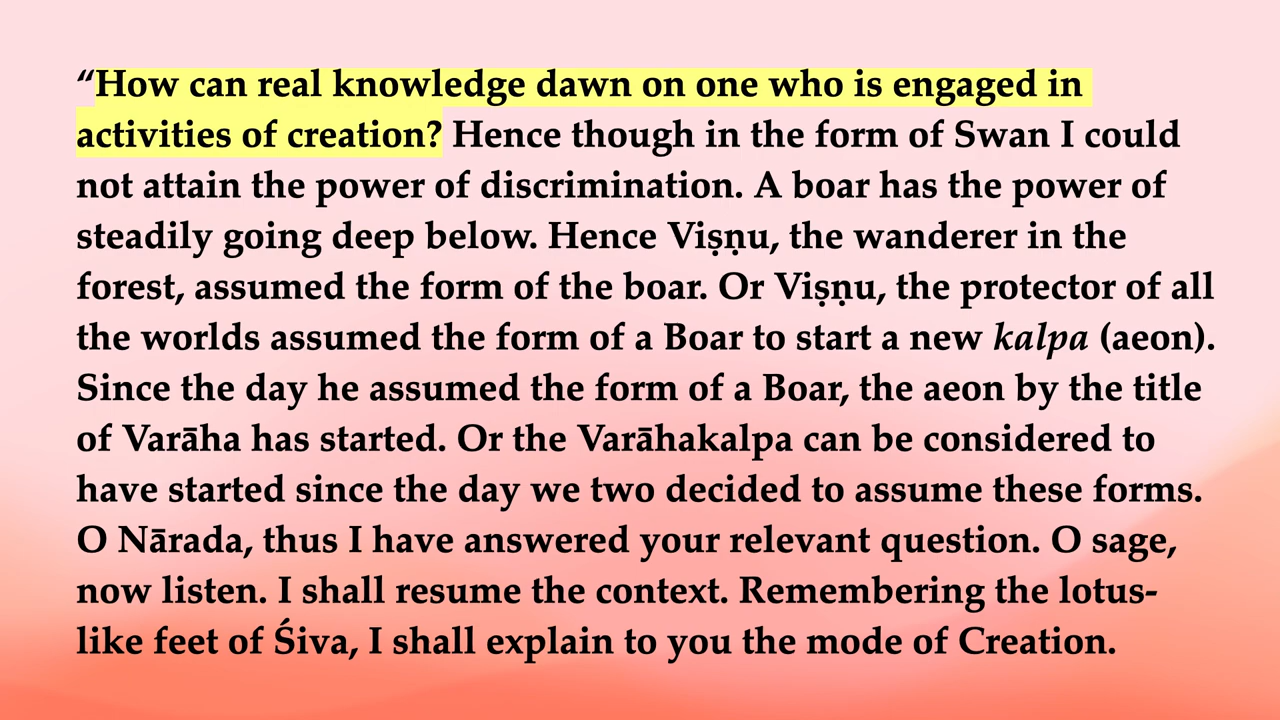 “How can real knowledge dawn on one who is engaged in
activities of creation? Hence though in the form of Swan I could
not attain the power of discrimination. A boar has the power of
steadily going deep below. Hence Viṣṇu, the wanderer in the
forest, assumed the form of the boar. Or Viṣṇu, the protector of all
the worlds assumed the form of a Boar to start a new kalpa (aeon).
Since the day he assumed the form of a Boar, the aeon by the title
of Varāha has started. Or the Varāhakalpa can be considered to
have started since the day we two decided to assume these forms.
O Nārada, thus I have answered your relevant question. O sage,
now listen. I shall resume the context. Remembering the lotus-
like feet of Śiva, I shall explain to you the mode of Creation.